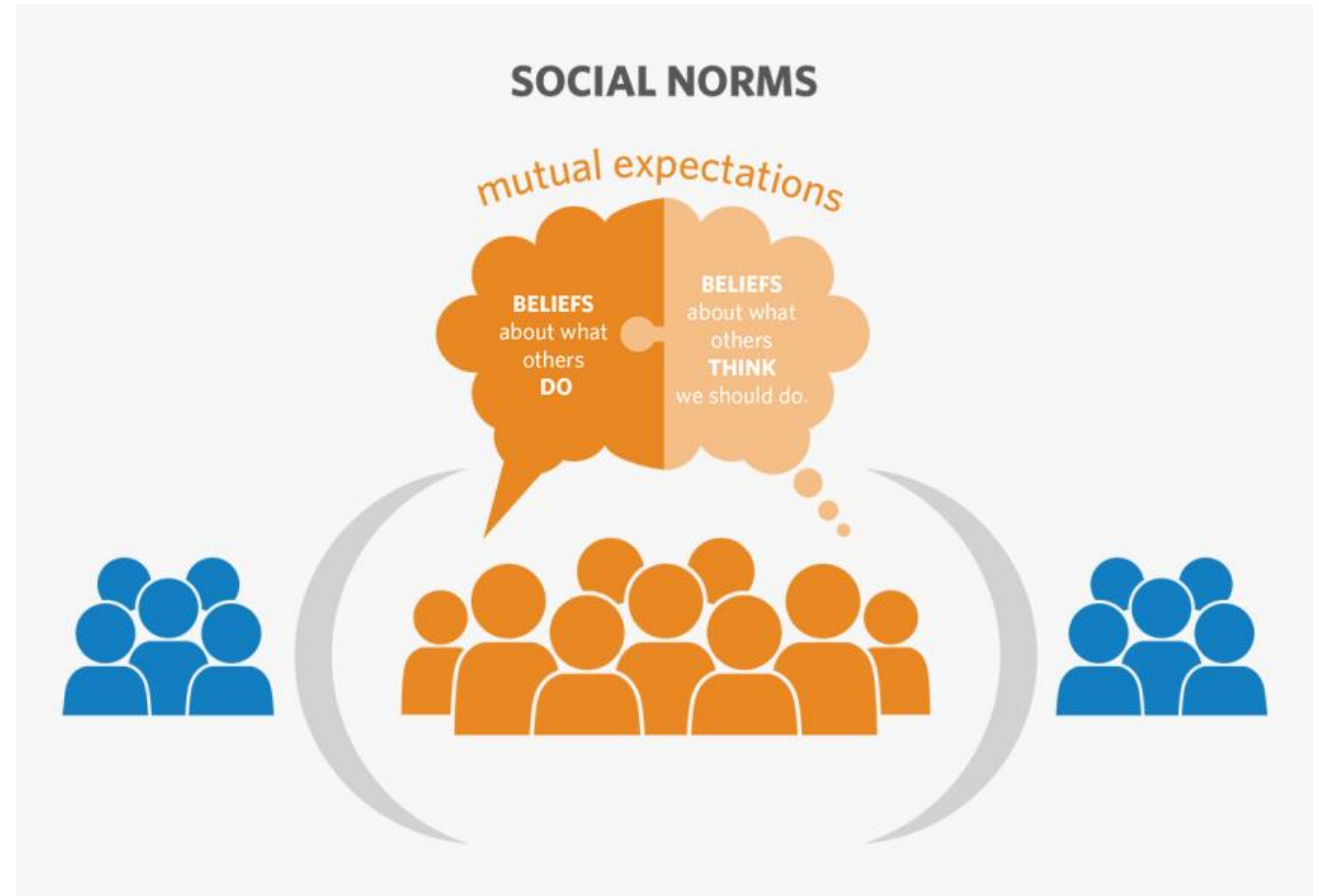 SOCIAL NORMS
mutual expectations
BELIEFS
about what
others
DO
BELIEFS
about what
others
THINK
we should do.